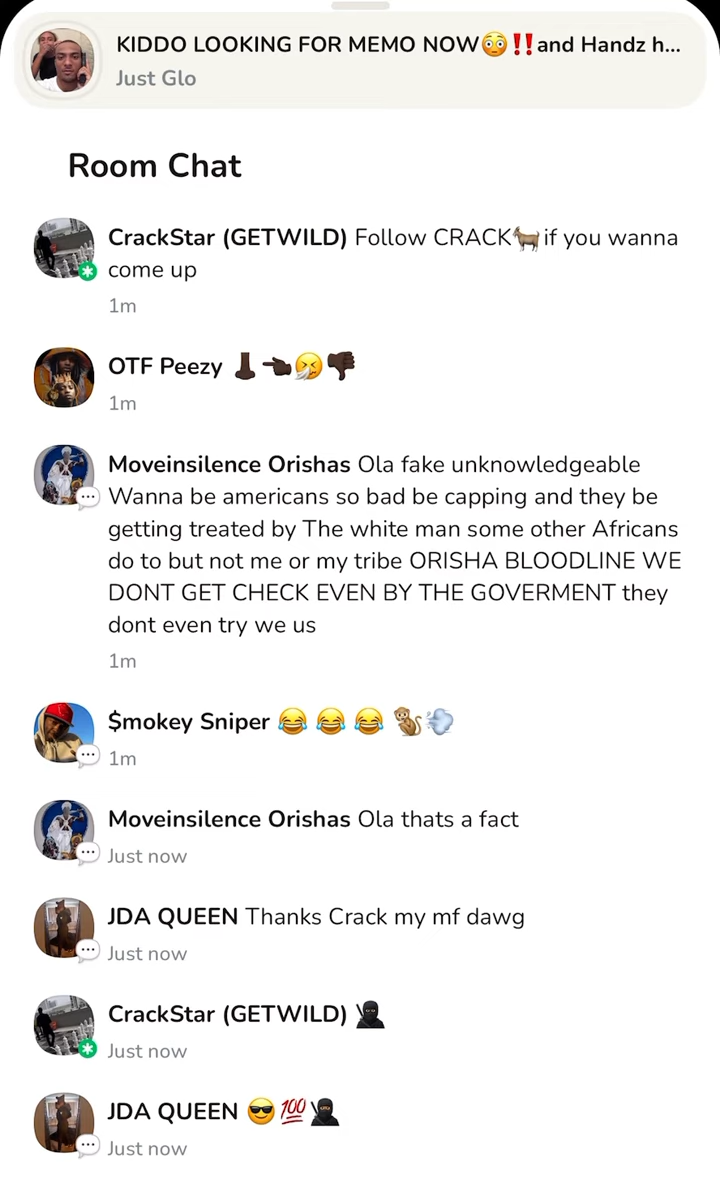 KIDDO LOOKING FOR MEMO NOW😳‼️and Handz h...
Just Glo
Room Chat
CrackStar (GETWILD) Follow CRACK🐐if you wanna
come up
1m
OTF Peezy 👃🏿👈🏿🤧👎🏿
1m
Moveinsilence Orishas Ola fake unknowledgeable
Wanna be americans so bad be capping and they be
getting treated by The white man some other Africans
do to but not me or my tribe ORISHA BLOODLINE WE
DONT GET CHECK EVEN BY THE GOVERMENT they
dont even try we us
1m
$mokey Sniper 😂 😂 😂 🐒💨
1m
Moveinsilence Orishas Ola thats a fact
Just now
JDA QUEEN Thanks Crack my mf dawg
Just now
CrackStar (GETWILD) 🥷🏿
Just now
JDA QUEEN 😎💯🥷🏿
Just now